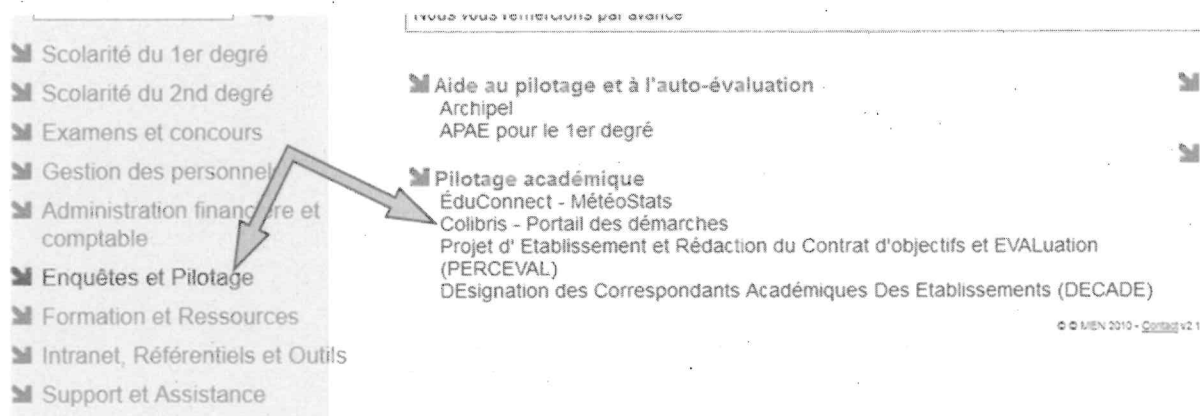 Nous vous remercions par avance
Scolarité du 1er degré
Scolarité du 2nd degré
Examens et concours
Gestion des personnel
Administration financière et
comptable
Enquêtes et Pilotage
Formation et Ressources
Intranet, Référentiels et Outils
Support et Assistance
Aide au pilotage et à l'auto-évaluation
Archipel
APAE pour le 1er degré
Pilotage académique
ÉduConnect - MétéoStats
Colibris - Portail des démarches
Projet d' Etablissement et Rédaction du Contrat d'objectifs et EVALuation
(PERCEVAL)
DEsignation des Correspondants Académiques Des Etablissements (DECADE)
© © MEN 2010 - Contact v2.1